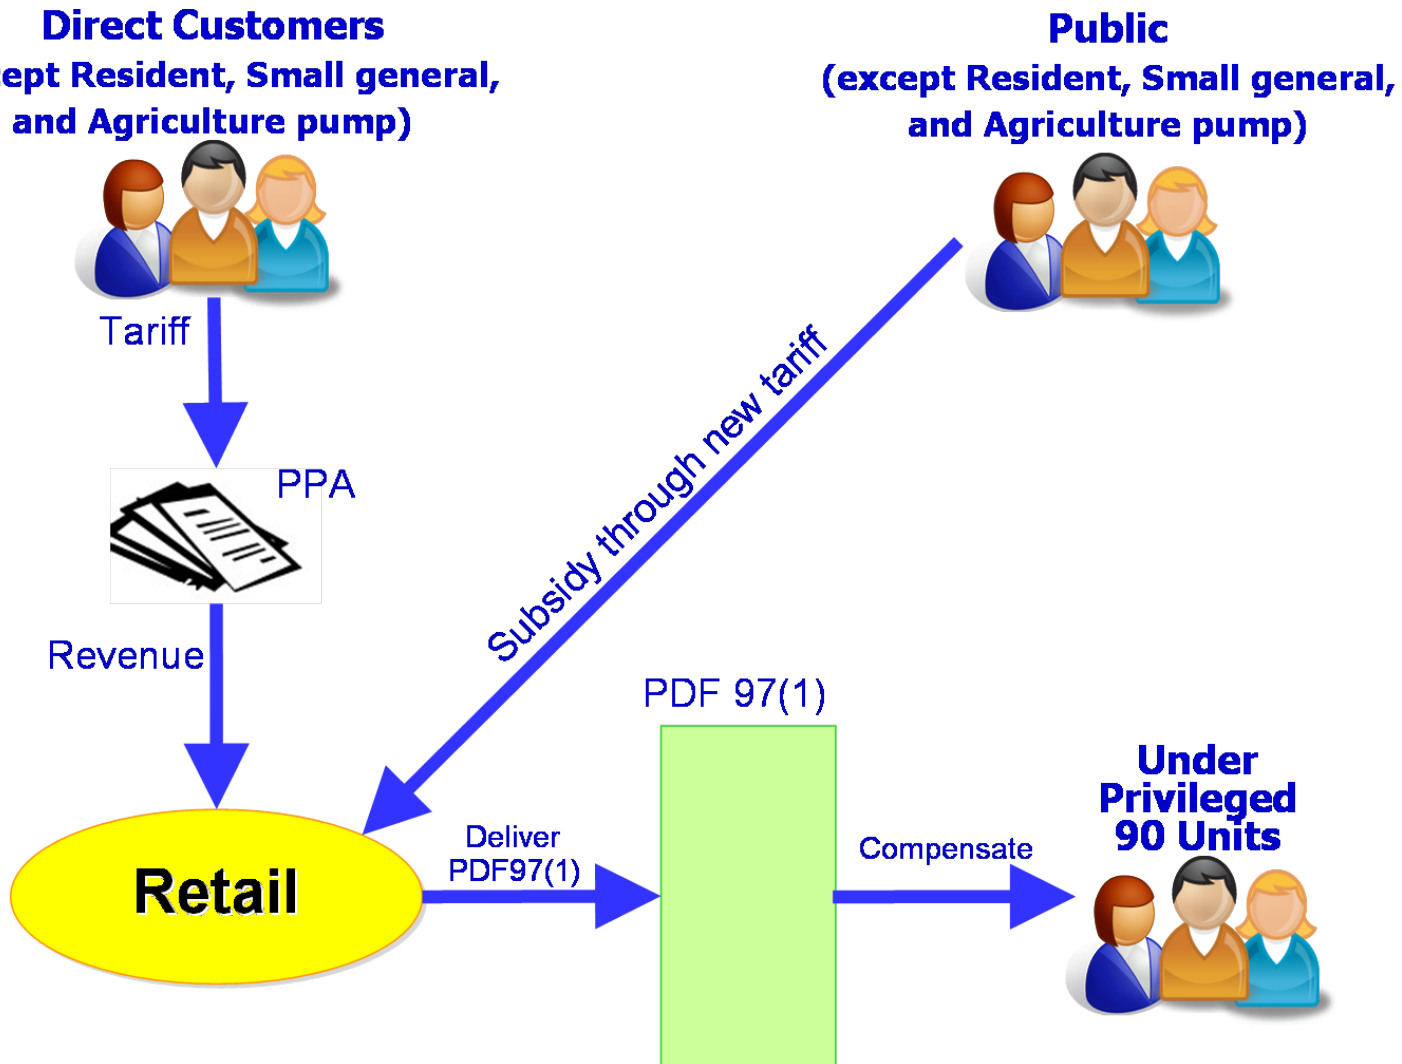 Direct Customers
ept Resident, Small general,
and Agriculture pump)
Public
(except Resident, Small general,
and Agriculture pump)
Tariff
PPA
Subsidy through new tariff
Revenue
PDF 97(1)
Retail
Deliver
PDF97(1)
Compensate
Under
Privileged
90 Units